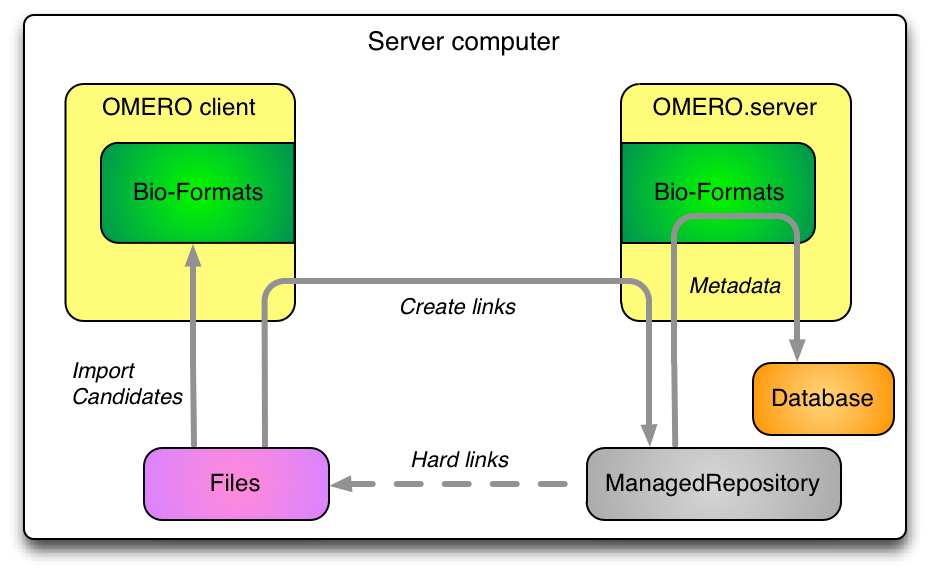 Server computer
OMERO client
OMERO.server
Bio-Formats
Bio-Formats
Metadata
Create links
Import
Candidates
Database
Hard links
Files
ManagedRepository